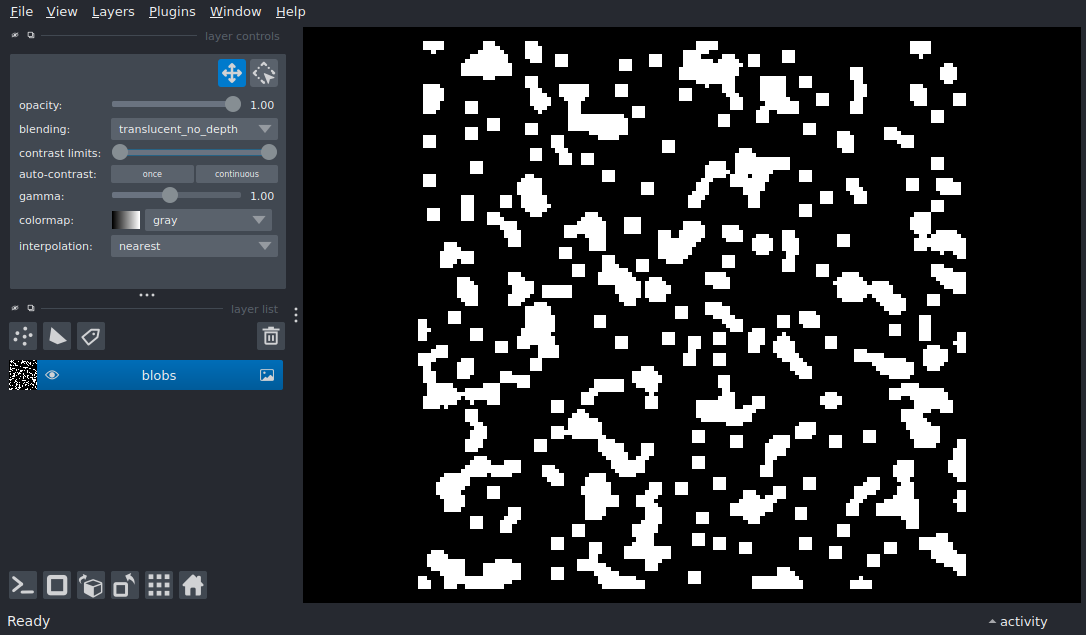 File View Layers Plugins Window Help
layer controls
opacity: 1.00
blending: translucent_no_depth
contrast limits:
auto-contrast: once continuous
gamma: 1.00
colormap: gray
interpolation: nearest
layer list
blobs
Ready
activity